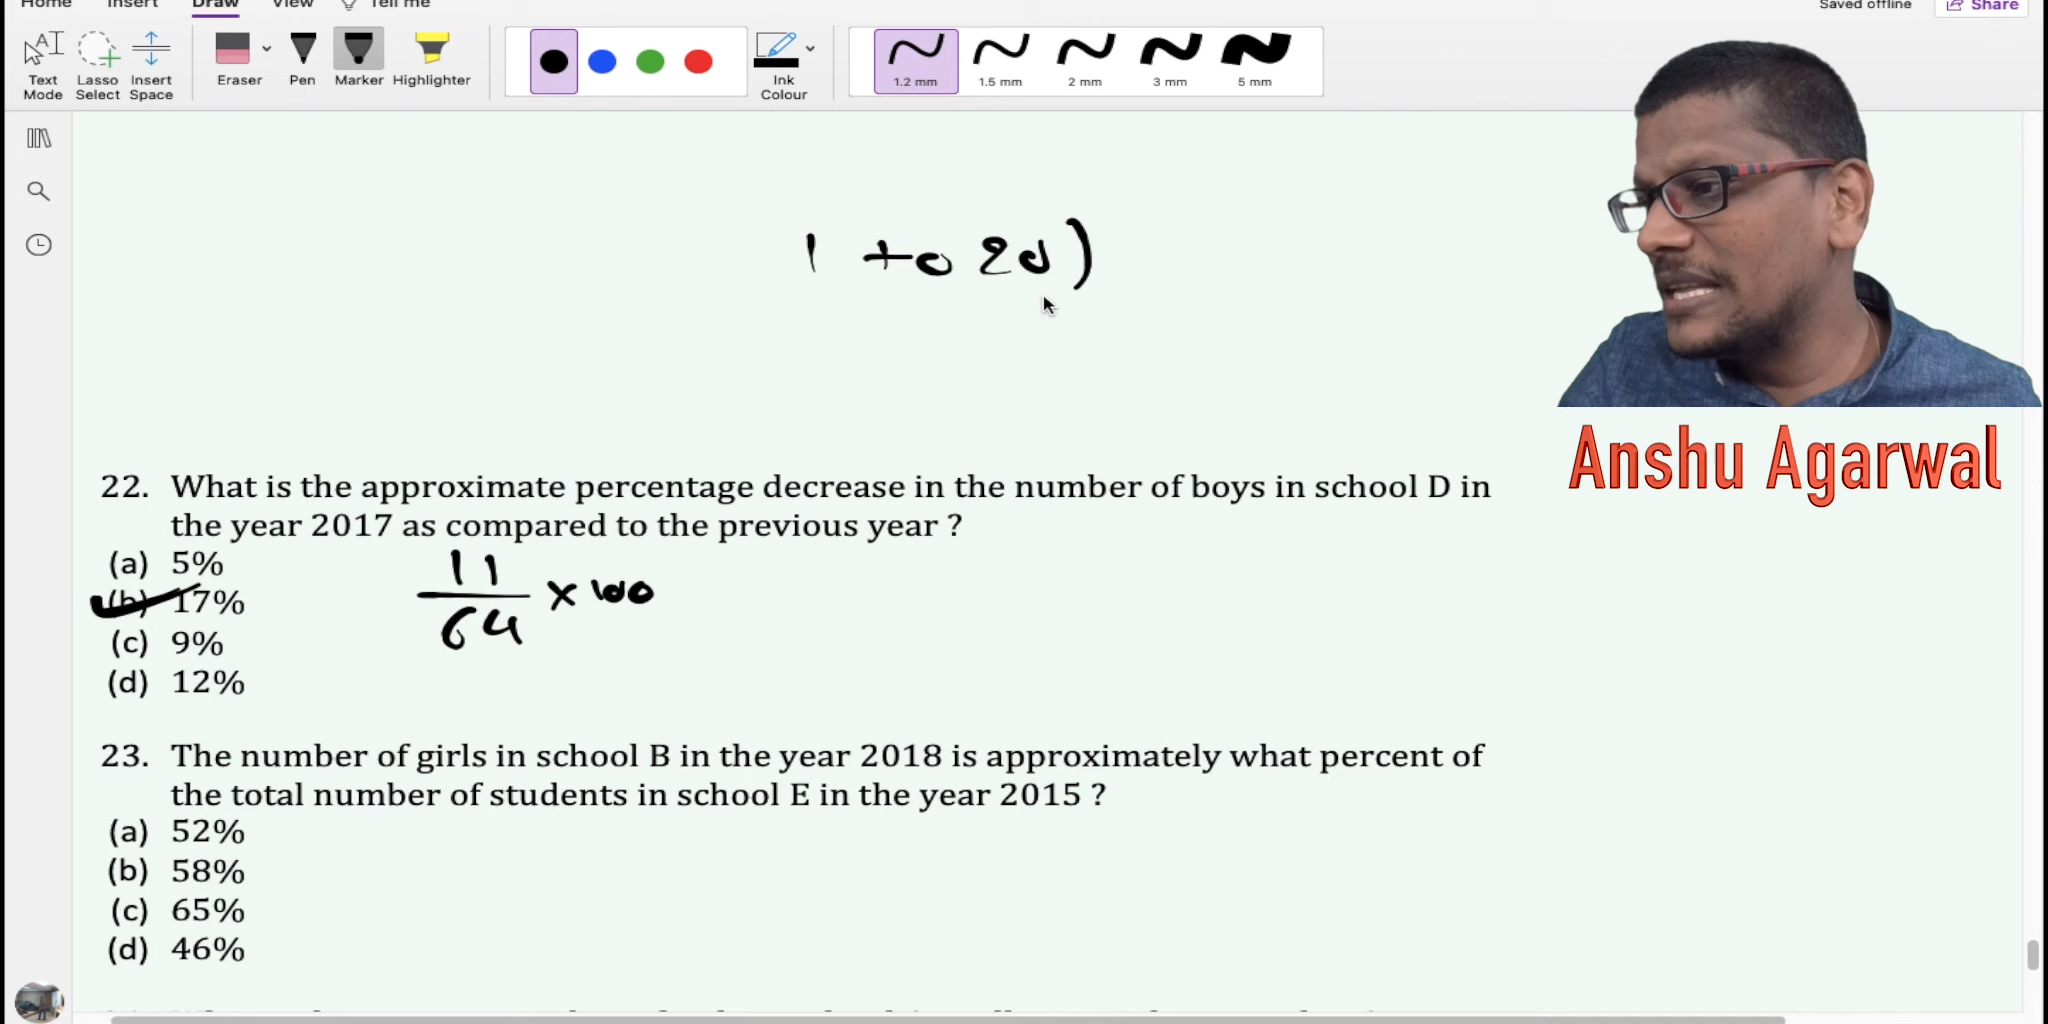 Home Insert Draw View Tell me Saved offline Share
Text Mode
Lasso Select
Insert Space
Eraser
Pen
Marker
Highlighter
Ink Colour
1.2 mm
1.5 mm
2 mm
3 mm
5 mm
1 to 20)
Anshu Agarwal
22. What is the approximate percentage decrease in the number of boys in school D in
the year 2017 as compared to the previous year ?
(a) 5%
(b) 17%
(c) 9%
(d) 12%
11
64
× 100
23. The number of girls in school B in the year 2018 is approximately what percent of
the total number of students in school E in the year 2015 ?
(a) 52%
(b) 58%
(c) 65%
(d) 46%